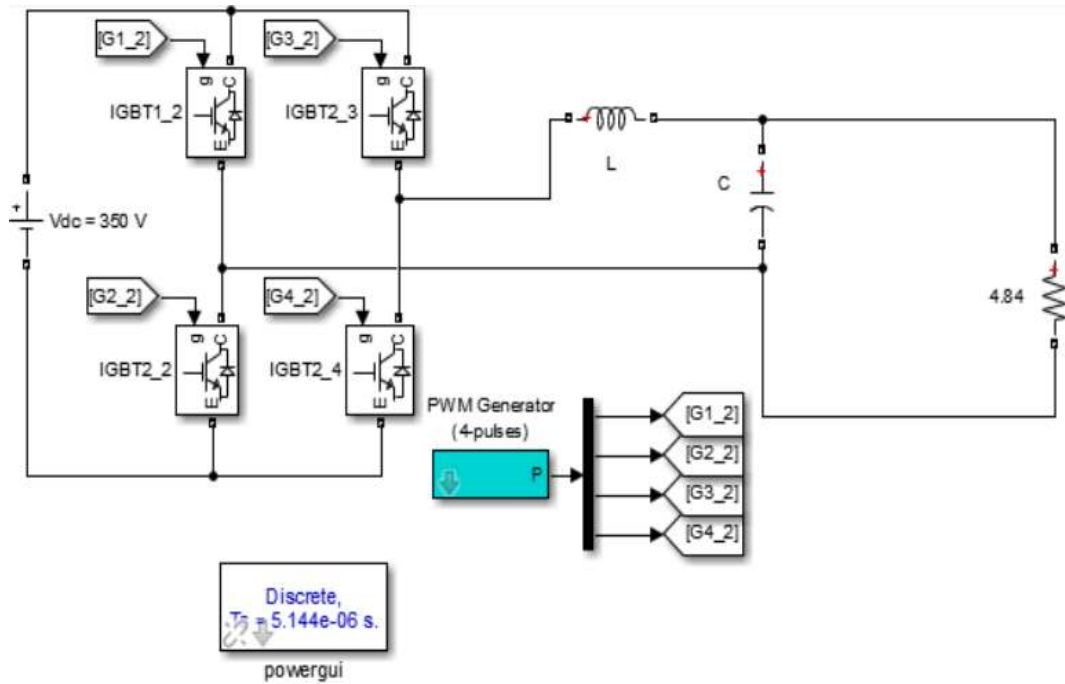 [G1_2]
[G3_2]
g C
E
IGBT1_2
g C
E
IGBT2_3
L
C
+
Vdc = 350 V
[G2_2]
[G4_2]
4.84
g C
E
IGBT2_2
g C
E
IGBT2_4
PWM Generator
(4-pulses)
P
[G1_2]
[G2_2]
[G3_2]
[G4_2]
Discrete,
Ts = 5.144e-06 s.
powergui